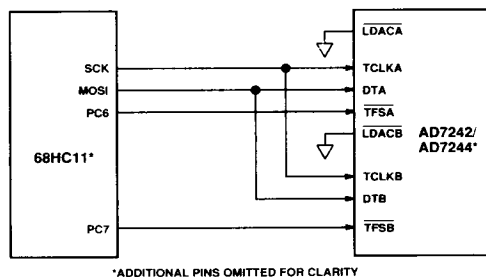 68HC11*
SCK
MOSI
PC6
PC7
LDACA
TCLKA
DTA
TFSA
LDACB
TCLKB
DTB
TFSB
AD7242/
AD7244*
*ADDITIONAL PINS OMITTED FOR CLARITY